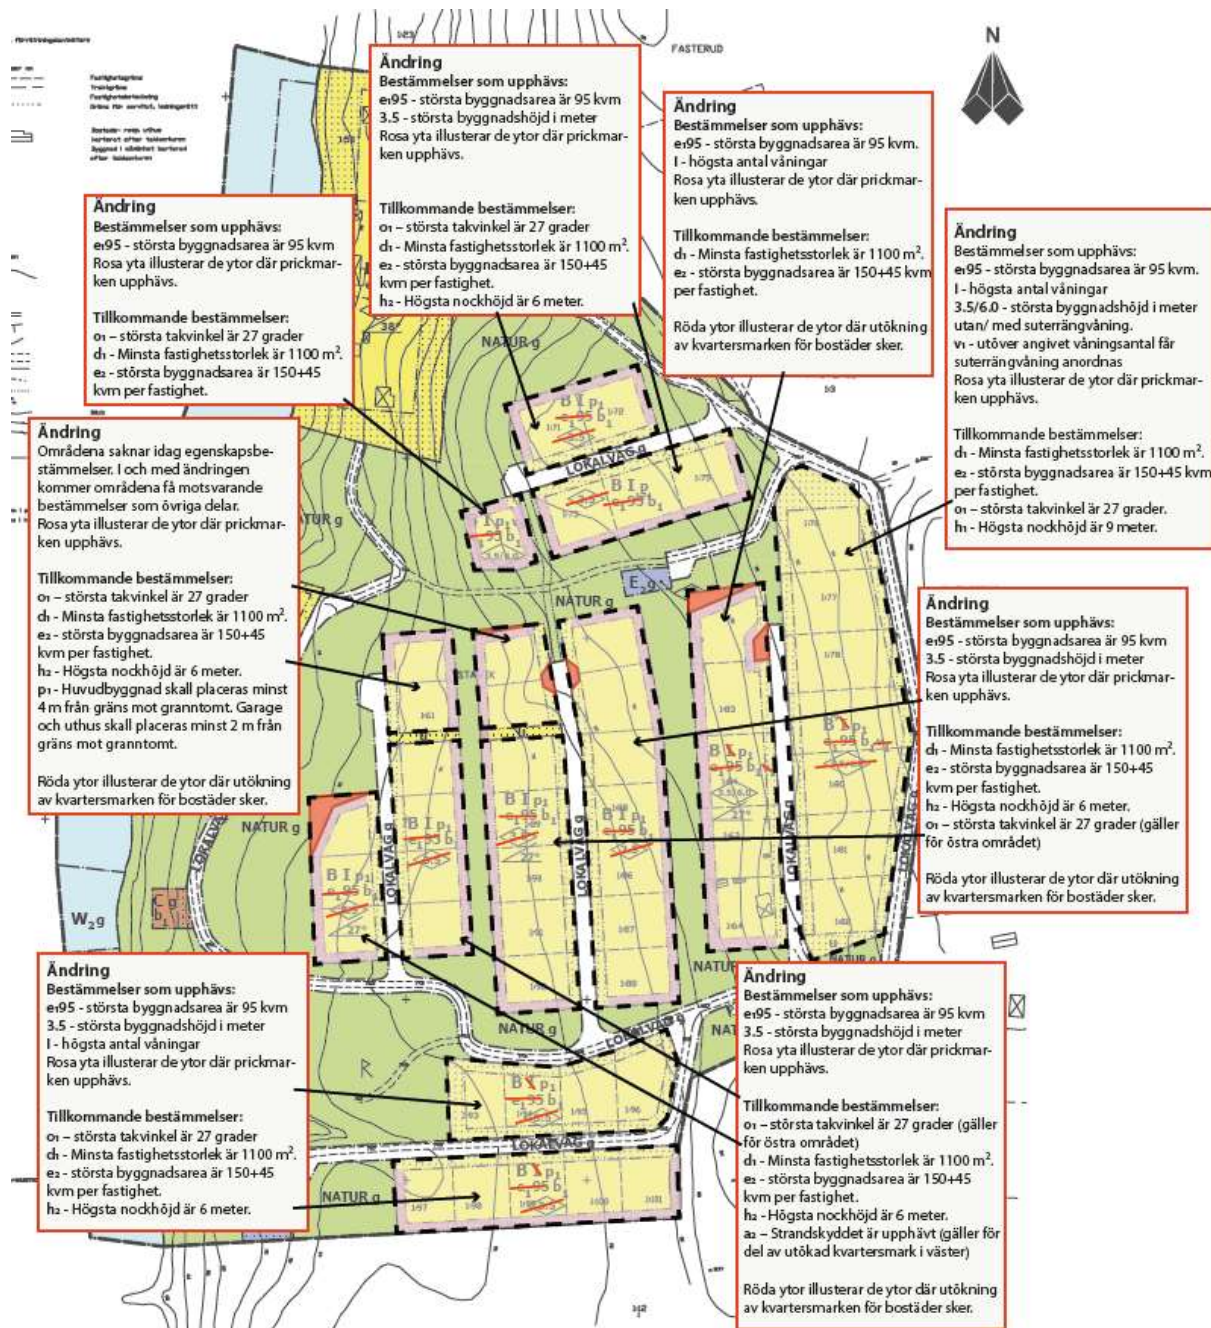 FASTERUD
N
Fastighetsgräns
Traktgräns
Fastighetsbeteckning
Gräns för servitut, ledningsrätt
Ändring
Bestämmelser som upphävs:
e₁95 - största byggnadsarea är 95 kvm
3.5 - största byggnadshöjd i meter
Rosa yta illustrerar de ytor där prickmar-
ken upphävs.
Tillkommande bestämmelser:
o₁ – största takvinkel är 27 grader
d₁ - Minsta fastighetsstorlek är 1100 m².
e₂ - största byggnadsarea är 150+45
kvm per fastighet.
h₂ - Högsta nockhöjd är 6 meter.
Ändring
Bestämmelser som upphävs:
e₁95 - största byggnadsarea är 95 kvm.
I - högsta antal våningar
Rosa yta illusterar de ytor där prickmar-
ken upphävs.
Tillkommande bestämmelser:
d₁ - Minsta fastighetsstorlek är 1100 m².
e₂ - största byggnadsarea är 150+45 kvm
per fastighet.
Röda ytor illusterar de ytor där utökning
av kvartersmarken för bostäder sker.
Ändring
Bestämmelser som upphävs:
e₁95 - största byggnadsarea är 95 kvm
Rosa yta illusterar de ytor där prickmar-
ken upphävs.
Tillkommande bestämmelser:
o₁ – största takvinkel är 27 grader
d₁ - Minsta fastighetsstorlek är 1100 m².
e₂ - största byggnadsarea är 150+45
kvm per fastighet.
Ändring
Bestämmelser som upphävs:
e₁95 - största byggnadsarea är 95 kvm.
I - högsta antal våningar
3.5/6.0 - största byggnadshöjd i meter
utan/ med suterrängvåning.
v₁ - utöver angivet våningsantal får
suterrängvåning anordnas
Rosa yta illusterar de ytor där prickmar-
ken upphävs.
Tillkommande bestämmelser:
d₁ - Minsta fastighetsstorlek är 1100 m².
e₂ - största byggnadsarea är 150+45 kvm
per fastighet.
o₁ – största takvinkel är 27 grader.
h₁ - Högsta nockhöjd är 9 meter.
Ändring
Områdena saknar idag egenskapsbe-
stämmelser. I och med ändringen
kommer områdena få motsvarande
bestämmelser som övriga delar.
Rosa yta illusterar de ytor där prickmar-
ken upphävs.
Tillkommande bestämmelser:
o₁ – största takvinkel är 27 grader
d₁ - Minsta fastighetsstorlek är 1100 m².
e₂ - största byggnadsarea är 150+45
kvm per fastighet.
h₂ - Högsta nockhöjd är 6 meter.
p₁ - Huvudbyggnad skall placeras minst
4 m från gräns mot granntomt. Garage
och uthus skall placeras minst 2 m från
gräns mot granntomt.
Röda ytor illusterar de ytor där utökning
av kvartersmarken för bostäder sker.
Ändring
Bestämmelser som upphävs:
e₁95 - största byggnadsarea är 95 kvm
3.5 - största byggnadshöjd i meter
Rosa yta illusterar de ytor där prickmar-
ken upphävs.
Tillkommande bestämmelser:
d₁ - Minsta fastighetsstorlek är 1100 m².
e₂ - största byggnadsarea är 150+45
kvm per fastighet.
h₂ - Högsta nockhöjd är 6 meter.
o₁ – största takvinkel är 27 grader (gäller
för östra området)
Röda ytor illusterar de ytor där utökning
av kvartersmarken för bostäder sker.
Ändring
Bestämmelser som upphävs:
e₁95 - största byggnadsarea är 95 kvm
3.5 - största byggnadshöjd i meter
I - högsta antal våningar
Rosa yta illusterar de ytor där prickmar-
ken upphävs.
Tillkommande bestämmelser:
o₁ – största takvinkel är 27 grader
d₁ - Minsta fastighetsstorlek är 1100 m².
e₂ - största byggnadsarea är 150+45
kvm per fastighet.
h₂ - Högsta nockhöjd är 6 meter.
Ändring
Bestämmelser som upphävs:
e₁95 - största byggnadsarea är 95 kvm
3.5 - största byggnadshöjd i meter
Rosa yta illusterar de ytor där prickmar-
ken upphävs.
Tillkommande bestämmelser:
o₁ – största takvinkel är 27 grader (gäller
för östra området)
d₁ - Minsta fastighetsstorlek är 1100 m².
e₂ - största byggnadsarea är 150+45
kvm per fastighet.
h₂ - Högsta nockhöjd är 6 meter.
a₂ – Strandskyddet är upphävt (gäller för
del av utökad kvartersmark i väster)
Röda ytor illusterar de ytor där utökning
av kvartersmarken för bostäder sker.
NATUR g
LOKALVÄG g
E₂g
NATUR g
NATUR g
LOKALVÄG g
LOKALVÄG g
LOKALVÄG g
LOKALVÄG g
LOKALVÄG g
W₂g
C g
b₁
B I p₁
e₁95 b₁
27°
NATUR g
LOKALVÄG g
R
LOKALVÄG g
NATUR g